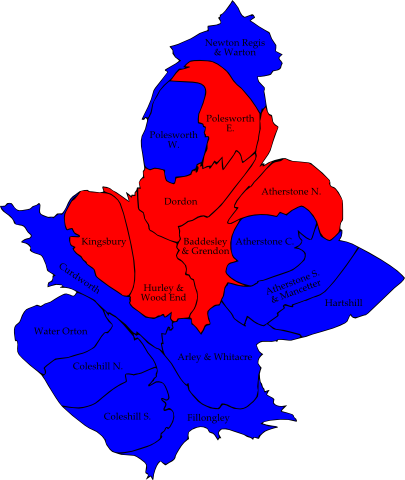 Newton Regis
& Warton
Polesworth
E.
Polesworth
W.
Atherstone N.
Dordon
Kingsbury
Baddesley
& Grendon
Atherstone C.
Curdworth
Hurley &
Wood End
Atherstone S.
& Mancetter
Hartshill
Water Orton
Arley & Whitacre
Coleshill N.
Coleshill S.
Fillongley